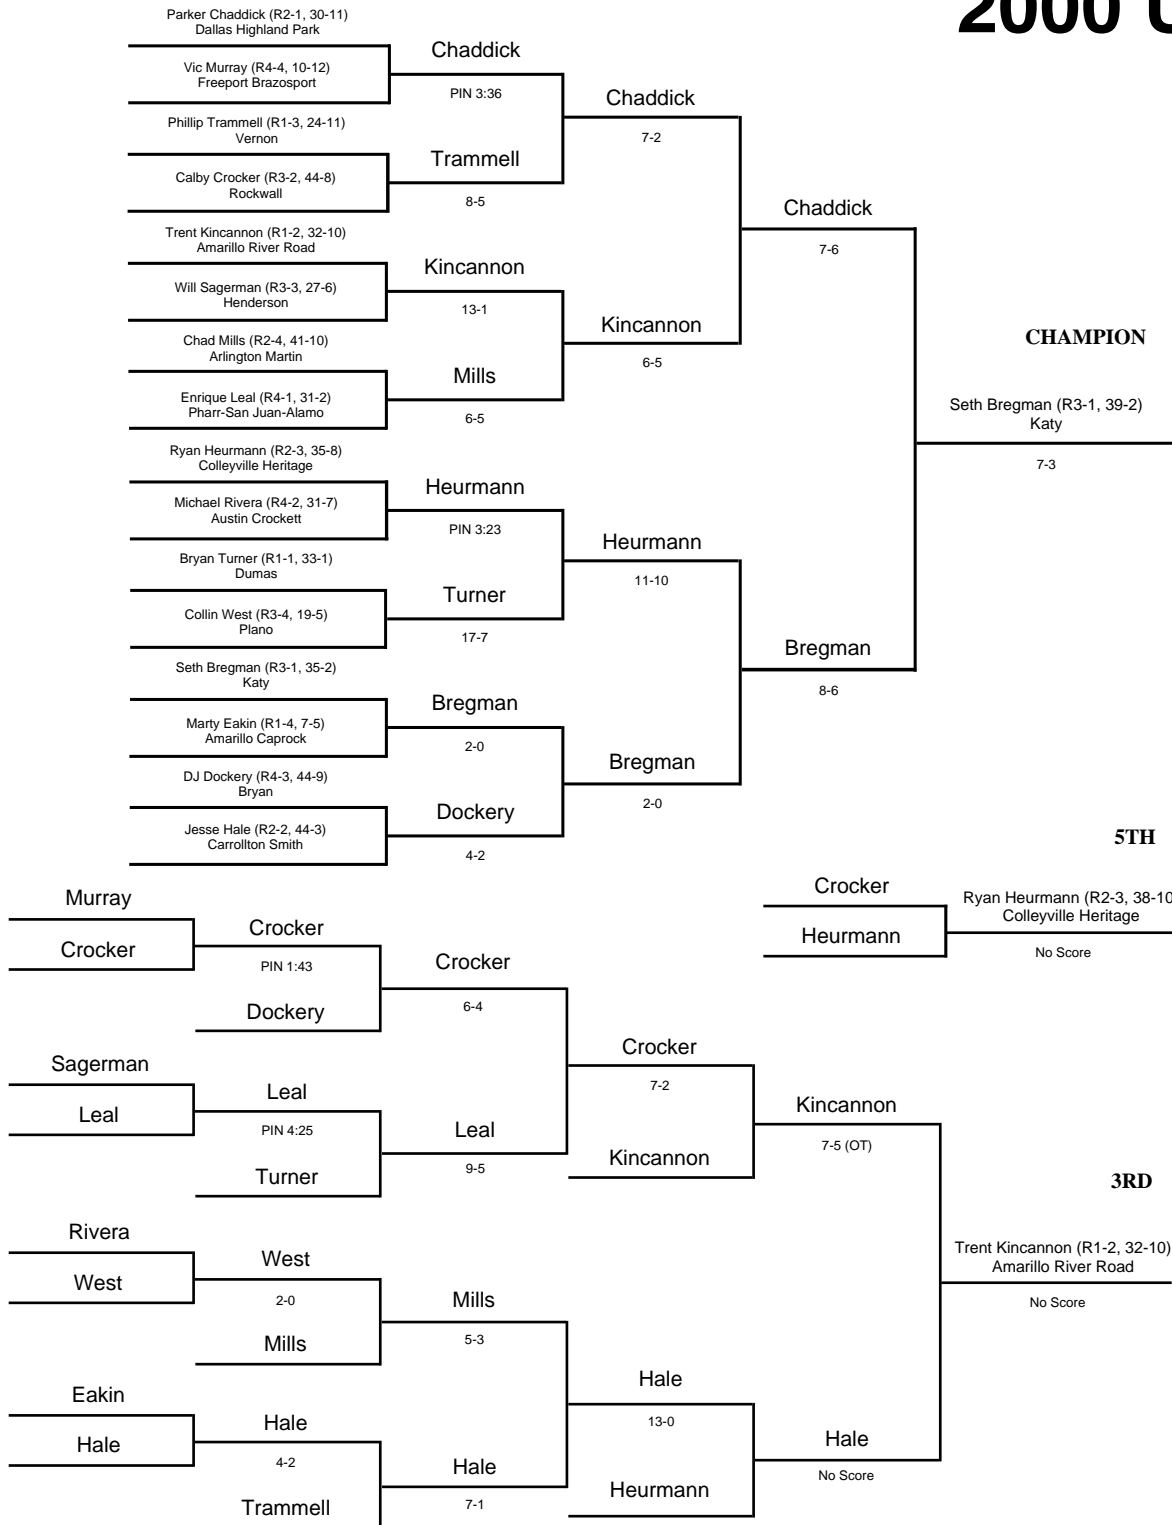 2000 U
Parker Chaddick (R2-1, 30-11)
Dallas Highland Park
Chaddick
Vic Murray (R4-4, 10-12)
Freeport Brazosport
PIN 3:36
Chaddick
7-2
Phillip Trammell (R1-3, 24-11)
Vernon
Trammell
Calby Crocker (R3-2, 44-8)
Rockwall
8-5
Chaddick
7-6
Trent Kincannon (R1-2, 32-10)
Amarillo River Road
Kincannon
Will Sagerman (R3-3, 27-6)
Henderson
13-1
Kincannon
6-5
Chad Mills (R2-4, 41-10)
Arlington Martin
Mills
Enrique Leal (R4-1, 31-2)
Pharr-San Juan-Alamo
6-5
CHAMPION
Seth Bregman (R3-1, 39-2)
Katy
7-3
Ryan Heurmann (R2-3, 35-8)
Colleyville Heritage
Heurmann
Michael Rivera (R4-2, 31-7)
Austin Crockett
PIN 3:23
Heurmann
11-10
Bryan Turner (R1-1, 33-1)
Dumas
Turner
Collin West (R3-4, 19-5)
Plano
17-7
Bregman
8-6
Seth Bregman (R3-1, 35-2)
Katy
Bregman
Marty Eakin (R1-4, 7-5)
Amarillo Caprock
2-0
Bregman
2-0
DJ Dockery (R4-3, 44-9)
Bryan
Dockery
Jesse Hale (R2-2, 44-3)
Carrollton Smith
4-2
5TH
Crocker
Heurmann
Ryan Heurmann (R2-3, 38-10
Colleyville Heritage
No Score
Murray
Crocker
Crocker
PIN 1:43
Dockery
Crocker
6-4
Sagerman
Leal
Leal
PIN 4:25
Turner
Leal
9-5
Crocker
7-2
Kincannon
Kincannon
7-5 (OT)
3RD
Trent Kincannon (R1-2, 32-10)
Amarillo River Road
No Score
Rivera
West
West
2-0
Mills
Mills
5-3
Eakin
Hale
Hale
4-2
Trammell
Hale
7-1
Hale
13-0
Heurmann
Hale
No Score